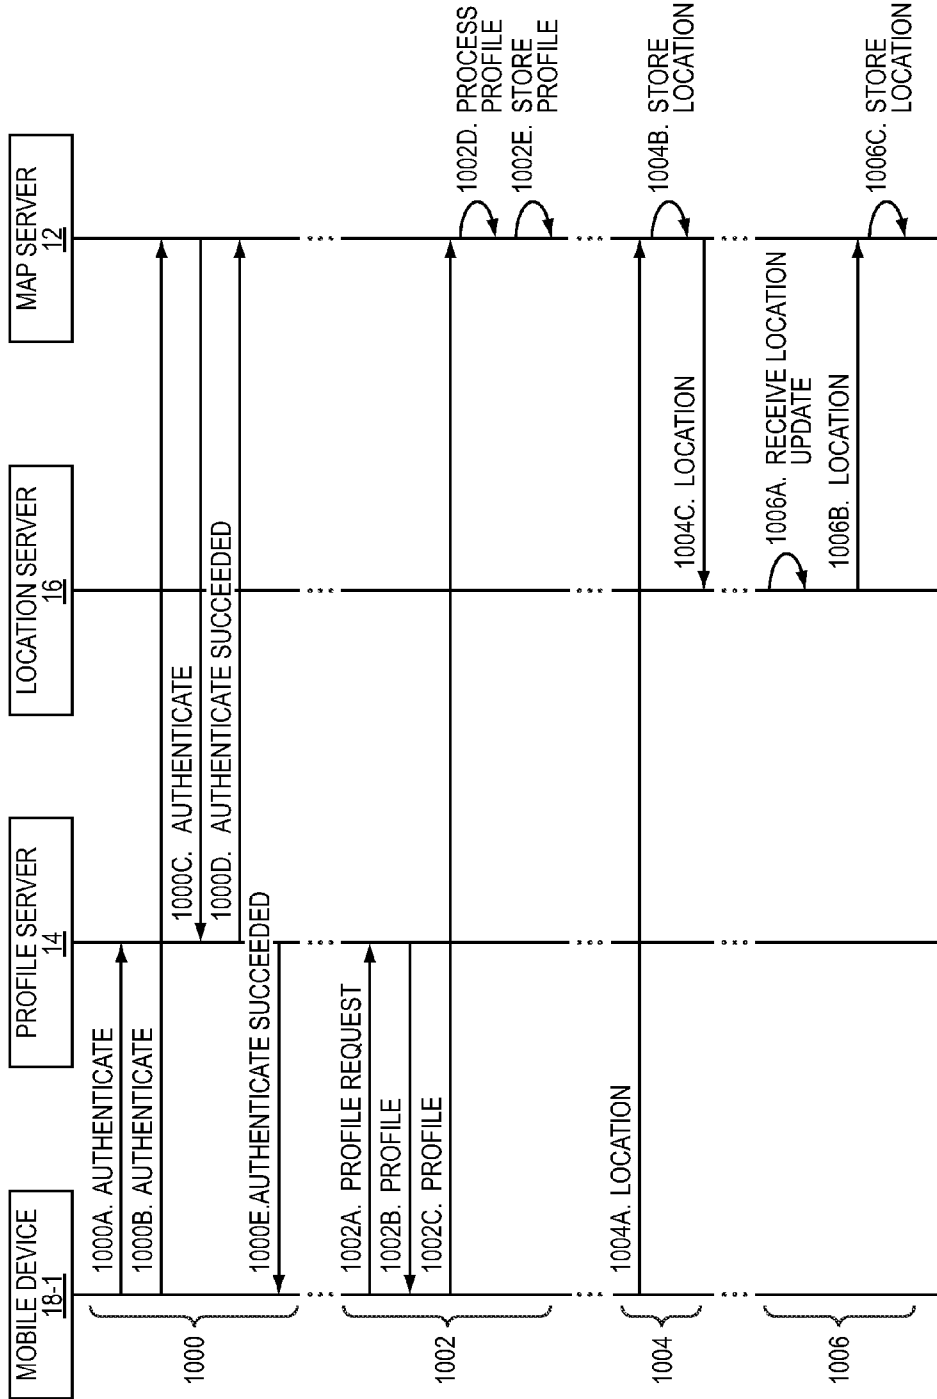 MOBILE DEVICE
18-1
PROFILE SERVER
14
LOCATION SERVER
16
MAP SERVER
12
1000
1000A. AUTHENTICATE
1000B. AUTHENTICATE
1000C. AUTHENTICATE
1000D. AUTHENTICATE SUCCEEDED
1000E.AUTHENTICATE SUCCEEDED
1002
1002A. PROFILE REQUEST
1002B. PROFILE
1002C. PROFILE
1002D. PROCESS
PROFILE
1002E. STORE
PROFILE
1004
1004A. LOCATION
1004B. STORE
LOCATION
1004C. LOCATION
1006
1006A. RECEIVE LOCATION
UPDATE
1006B. LOCATION
1006C. STORE
LOCATION